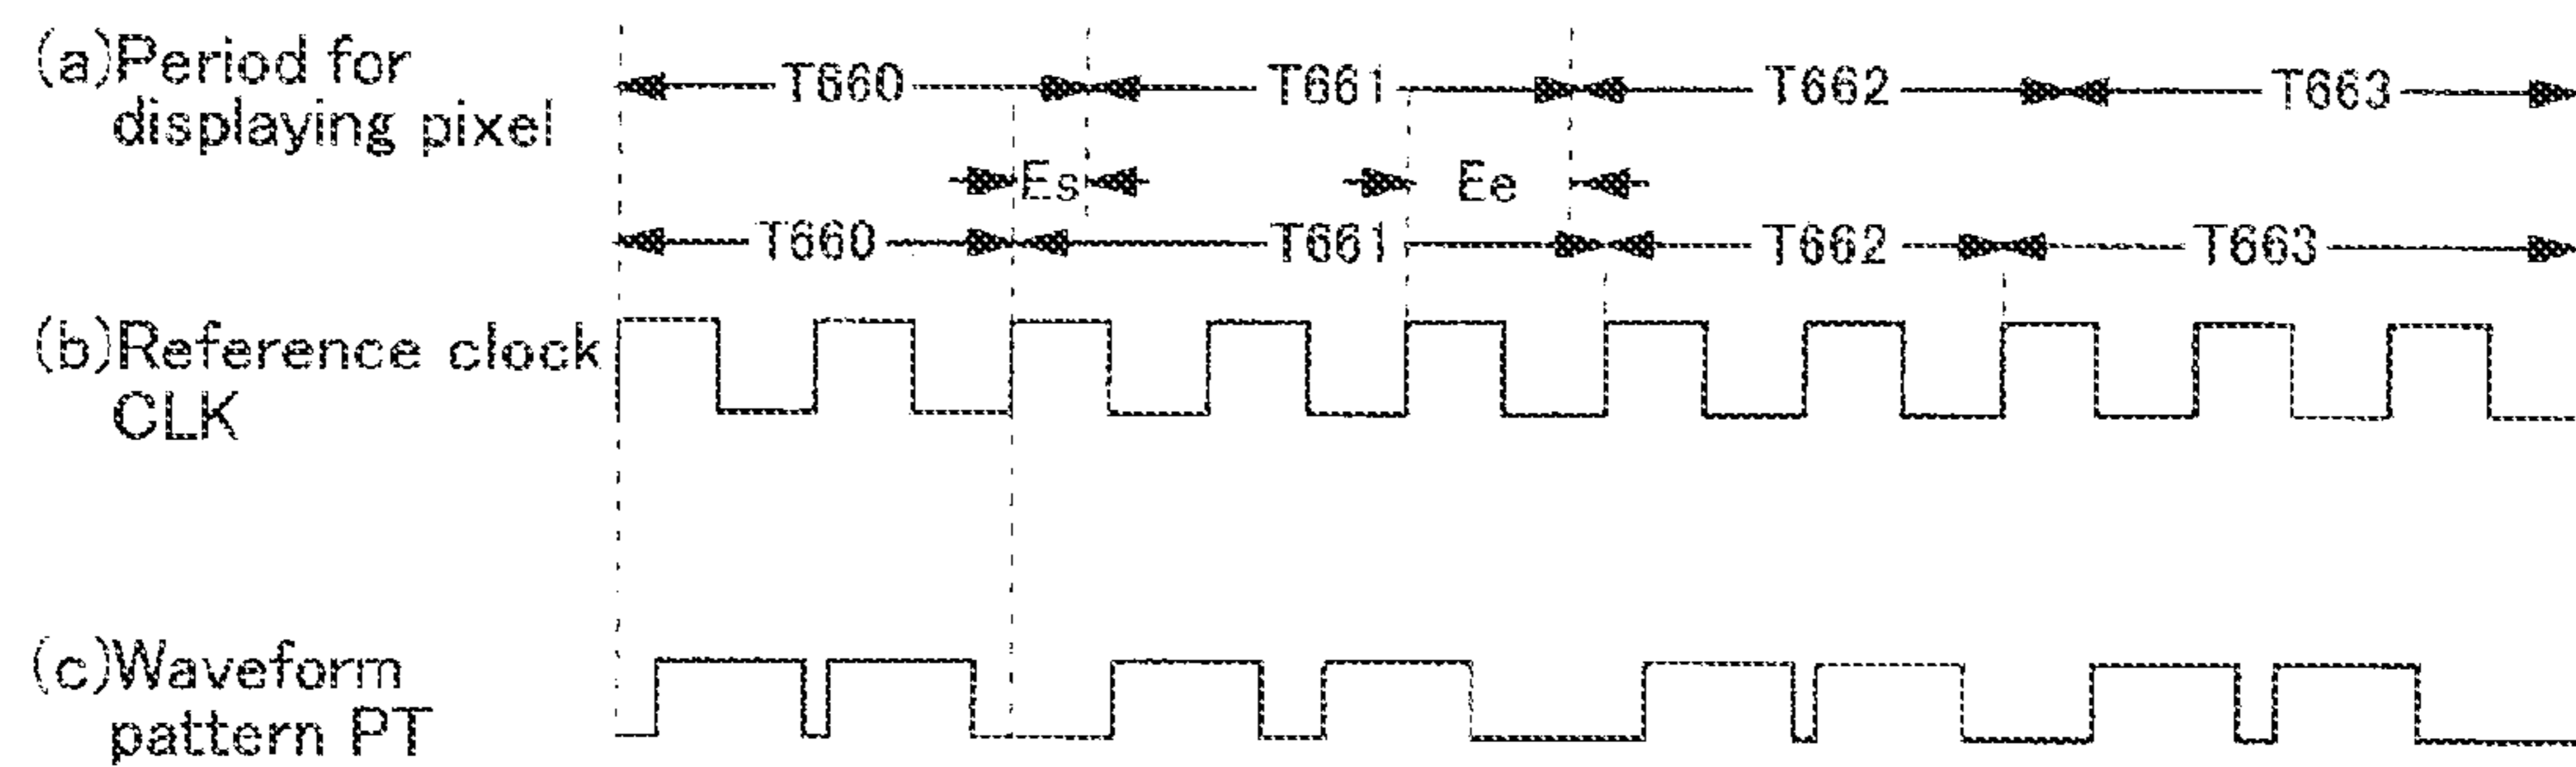 (a)Period for
displaying pixel
T660 T661 T662 T663
Es Ee
T660 T661 T662 T663
(b)Reference clock
CLK
(c)Waveform
pattern PT